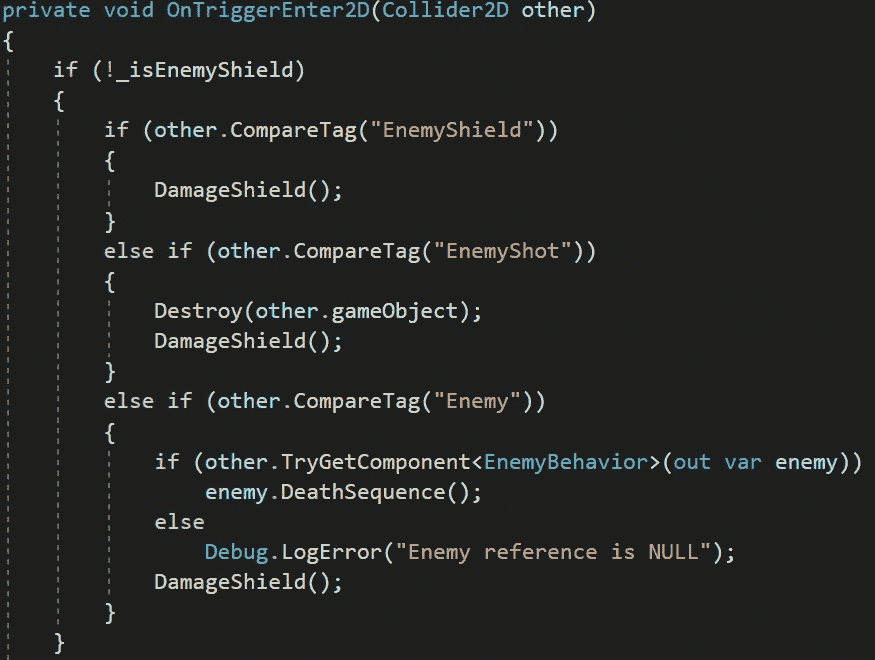 private void OnTriggerEnter2D(Collider2D other)
{
    if (!_isEnemyShield)
    {
        if (other.CompareTag("EnemyShield"))
        {
            DamageShield();
        }
        else if (other.CompareTag("EnemyShot"))
        {
            Destroy(other.gameObject);
            DamageShield();
        }
        else if (other.CompareTag("Enemy"))
        {
            if (other.TryGetComponent<EnemyBehavior>(out var enemy))
                enemy.DeathSequence();
            else
                Debug.LogError("Enemy reference is NULL");
            DamageShield();
        }
    }